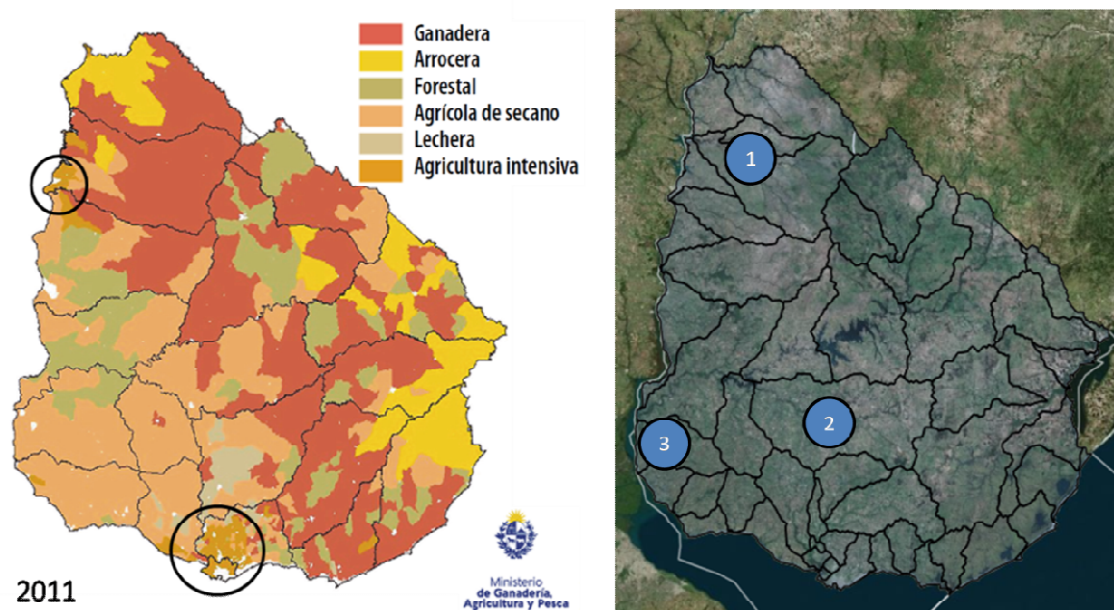 Ganadera
Arrocera
Forestal
Agrícola de secano
Lechera
Agricultura intensiva
2011
Ministerio
de Ganadería,
Agricultura y Pesca
1
2
3